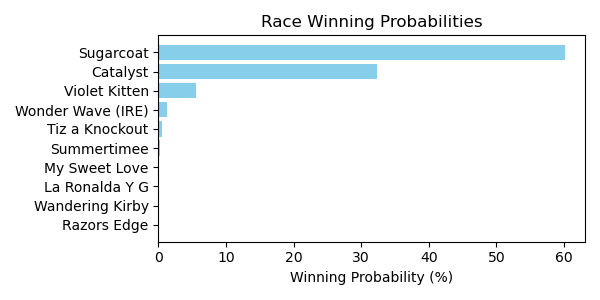 Race Winning Probabilities
Sugarcoat
Catalyst
Violet Kitten
Wonder Wave (IRE)
Tiz a Knockout
Summertimee
My Sweet Love
La Ronalda Y G
Wandering Kirby
Razors Edge
0 10 20 30 40 50 60
Winning Probability (%)